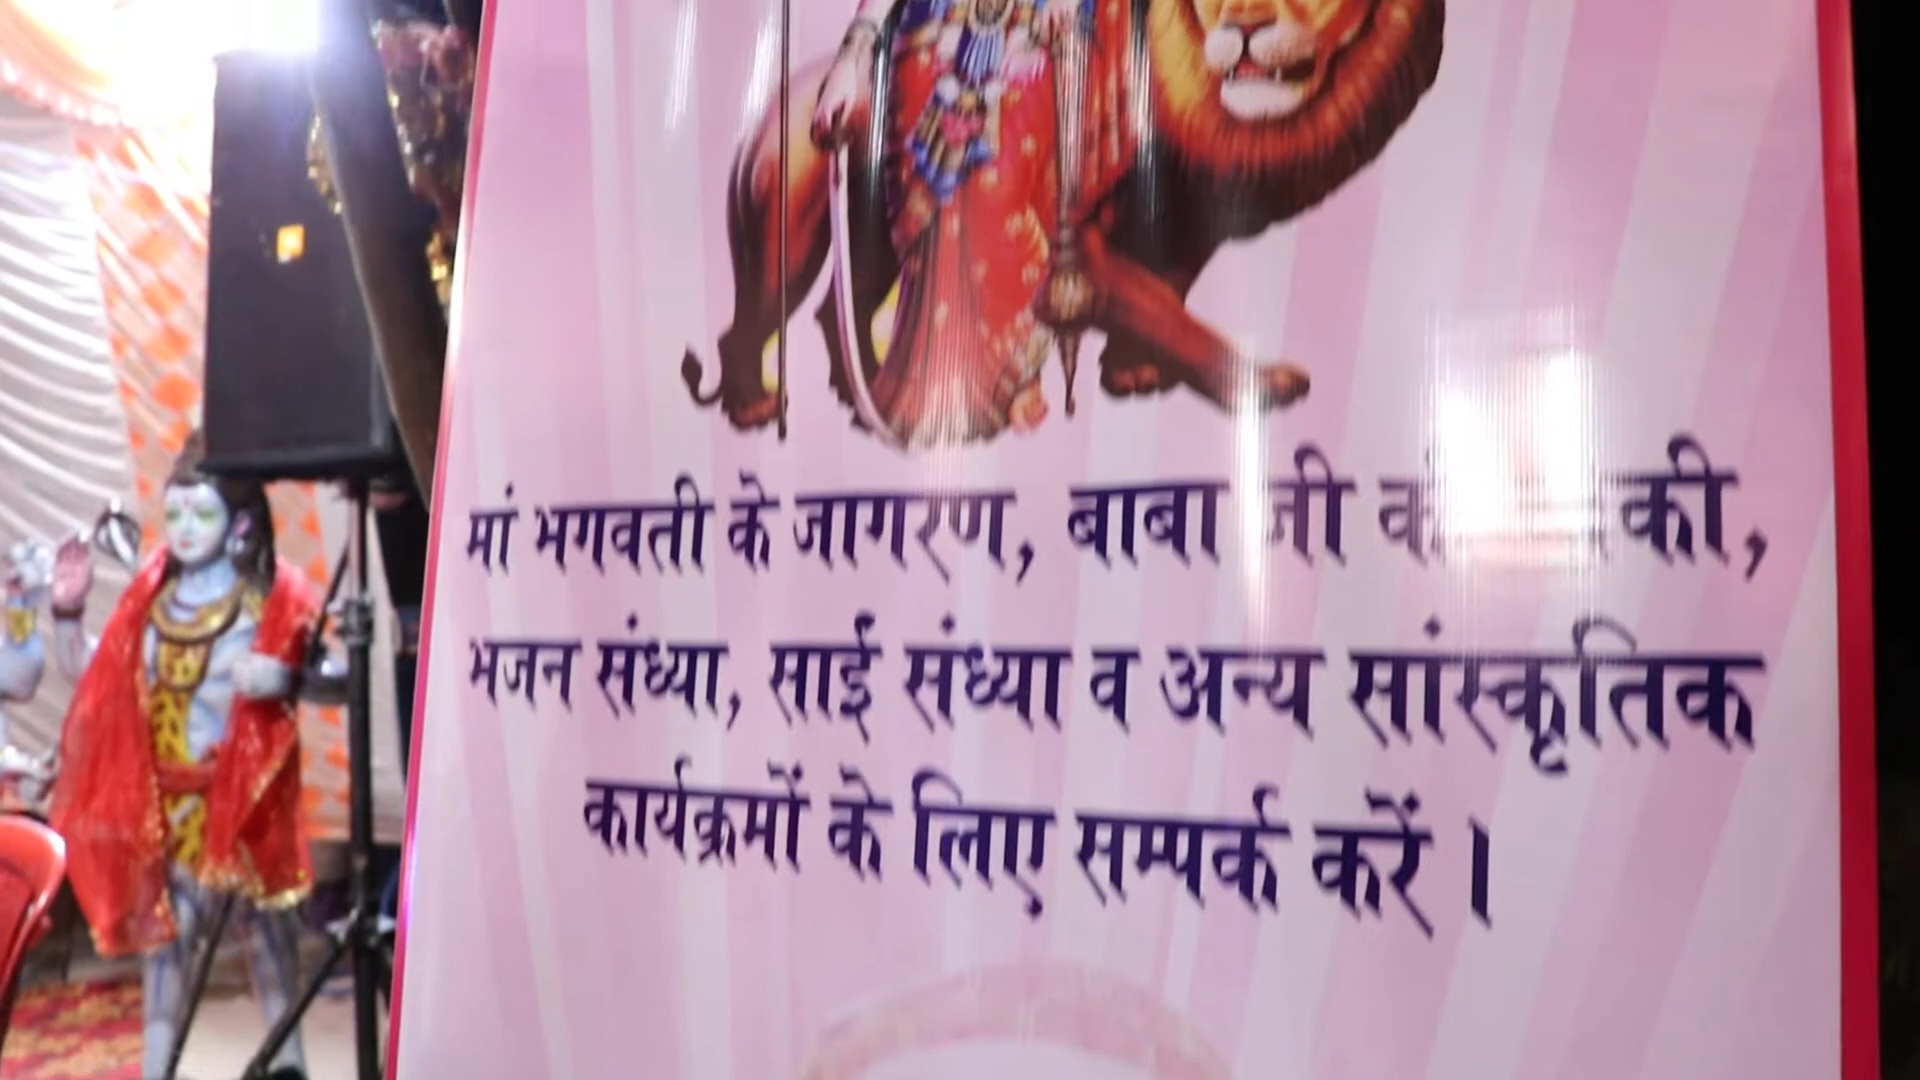 मां भगवती के जागरण, बाबा जी की
भजन संध्या, साईं संध्या व अन्य सांस्कृतिक
कार्यक्रमों के लिए सम्पर्क करें।